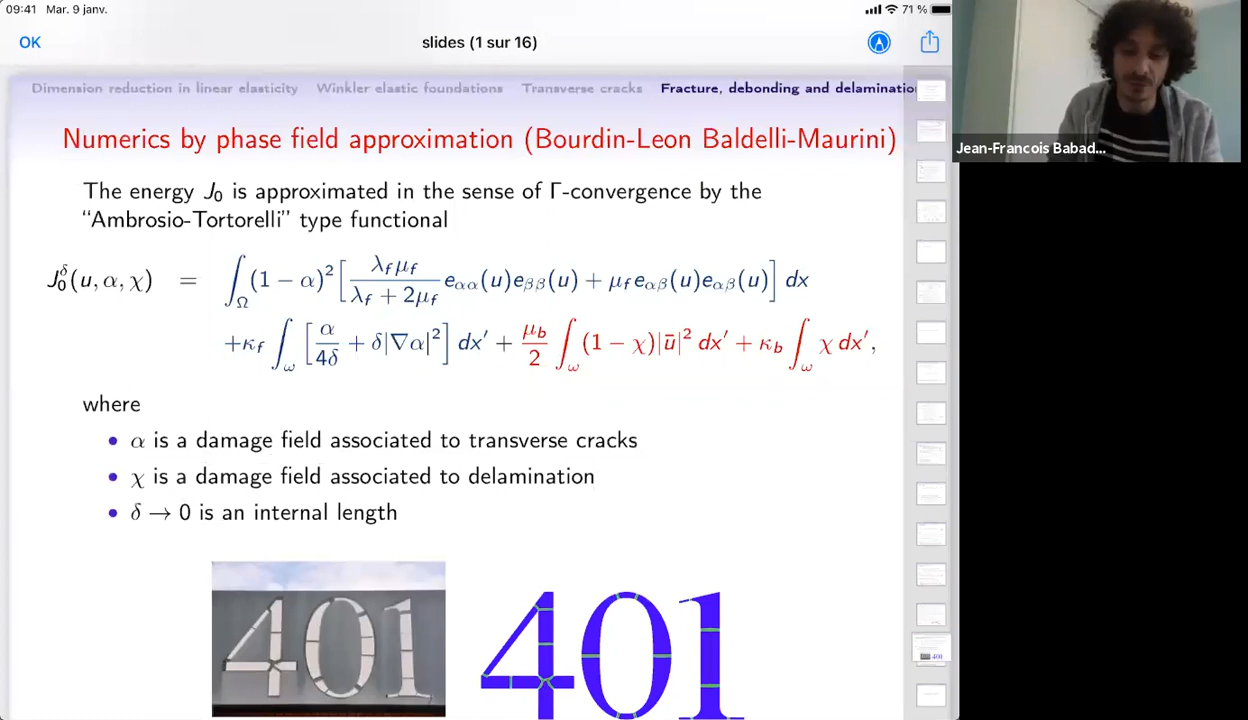 09:41 Mar. 9 janv.
71 %
OK
slides (1 sur 16)
Dimension reduction in linear elasticity Winkler elastic foundations Transverse cracks Fracture, debonding and delaminatio
Numerics by phase field approximation (Bourdin-Leon Baldelli-Maurini)
The energy J₀ is approximated in the sense of Γ-convergence by the
“Ambrosio-Tortorelli” type functional
J₀^δ(u, α, χ) = ∫_Ω (1 − α)² [ λ_f μ_f / (λ_f + 2μ_f) e_αα(u)e_ββ(u) + μ_f e_αβ(u)e_αβ(u) ] dx
+κ_f ∫_ω [ α/4δ + δ|∇α|² ] dx′ + μ_b/2 ∫_ω (1 − χ)|ū|² dx′ + κ_b ∫_ω χ dx′,
where
• α is a damage field associated to transverse cracks
• χ is a damage field associated to delamination
• δ → 0 is an internal length
401 401
401
Jean-Francois Babad...